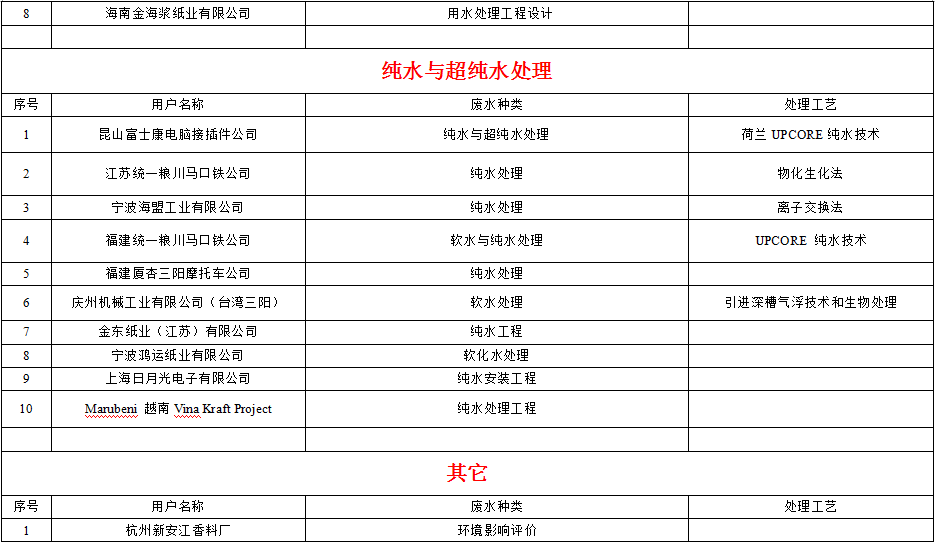 8 海南金海浆纸业有限公司 用水处理工程设计
纯水与超纯水处理
序号 用户名称 废水种类 处理工艺
1 昆山富士康电脑接插件公司 纯水与超纯水处理 荷兰 UPCORE 纯水技术
2 江苏统一粮川马口铁公司 纯水处理 物化生化法
3 宁波海盟工业有限公司 纯水处理 离子交换法
4 福建统一粮川马口铁公司 软水与纯水处理 UPCORE 纯水技术
5 福建厦杏三阳摩托车公司 纯水处理
6 庆州机械工业有限公司（台湾三阳） 软水处理 引进深槽气浮技术和生物处理
7 金东纸业（江苏）有限公司 纯水工程
8 宁波鸿运纸业有限公司 软化水处理
9 上海日月光电子有限公司 纯水安装工程
10 Marubeni 越南 Vina Kraft Project 纯水处理工程
其它
序号 用户名称 废水种类 处理工艺
1 杭州新安江香料厂 环境影响评价